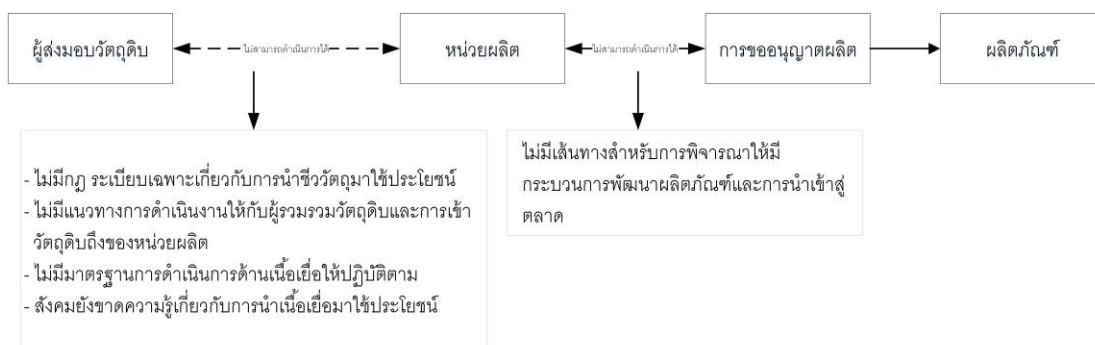 ผู้ส่งมอบวัตถุดิบ
ไม่สามารถดำเนินการได้
หน่วยผลิต
ไม่สามารถดำเนินการได้
การขออนุญาตผลิต
ผลิตภัณฑ์
- ไม่มีกฎ ระเบียบเฉพาะเกี่ยวกับการนำชีววัตถุมาใช้ประโยชน์
- ไม่มีแนวทางการดำเนินงานให้กับผู้รวมรวมวัตถุดิบและการเข้า
วัตถุดิบถึงของหน่วยผลิต
- ไม่มีมาตรฐานการดำเนินการด้านเนื้อเยื่อให้ปฏิบัติตาม
- สังคมยังขาดความรู้เกี่ยวกับการนำเนื้อเยื่อมาใช้ประโยชน์
ไม่มีเส้นทางสำหรับการพิจารณาให้มี
กระบวนการพัฒนาผลิตภัณฑ์และการนำเข้าสู่
ตลาด